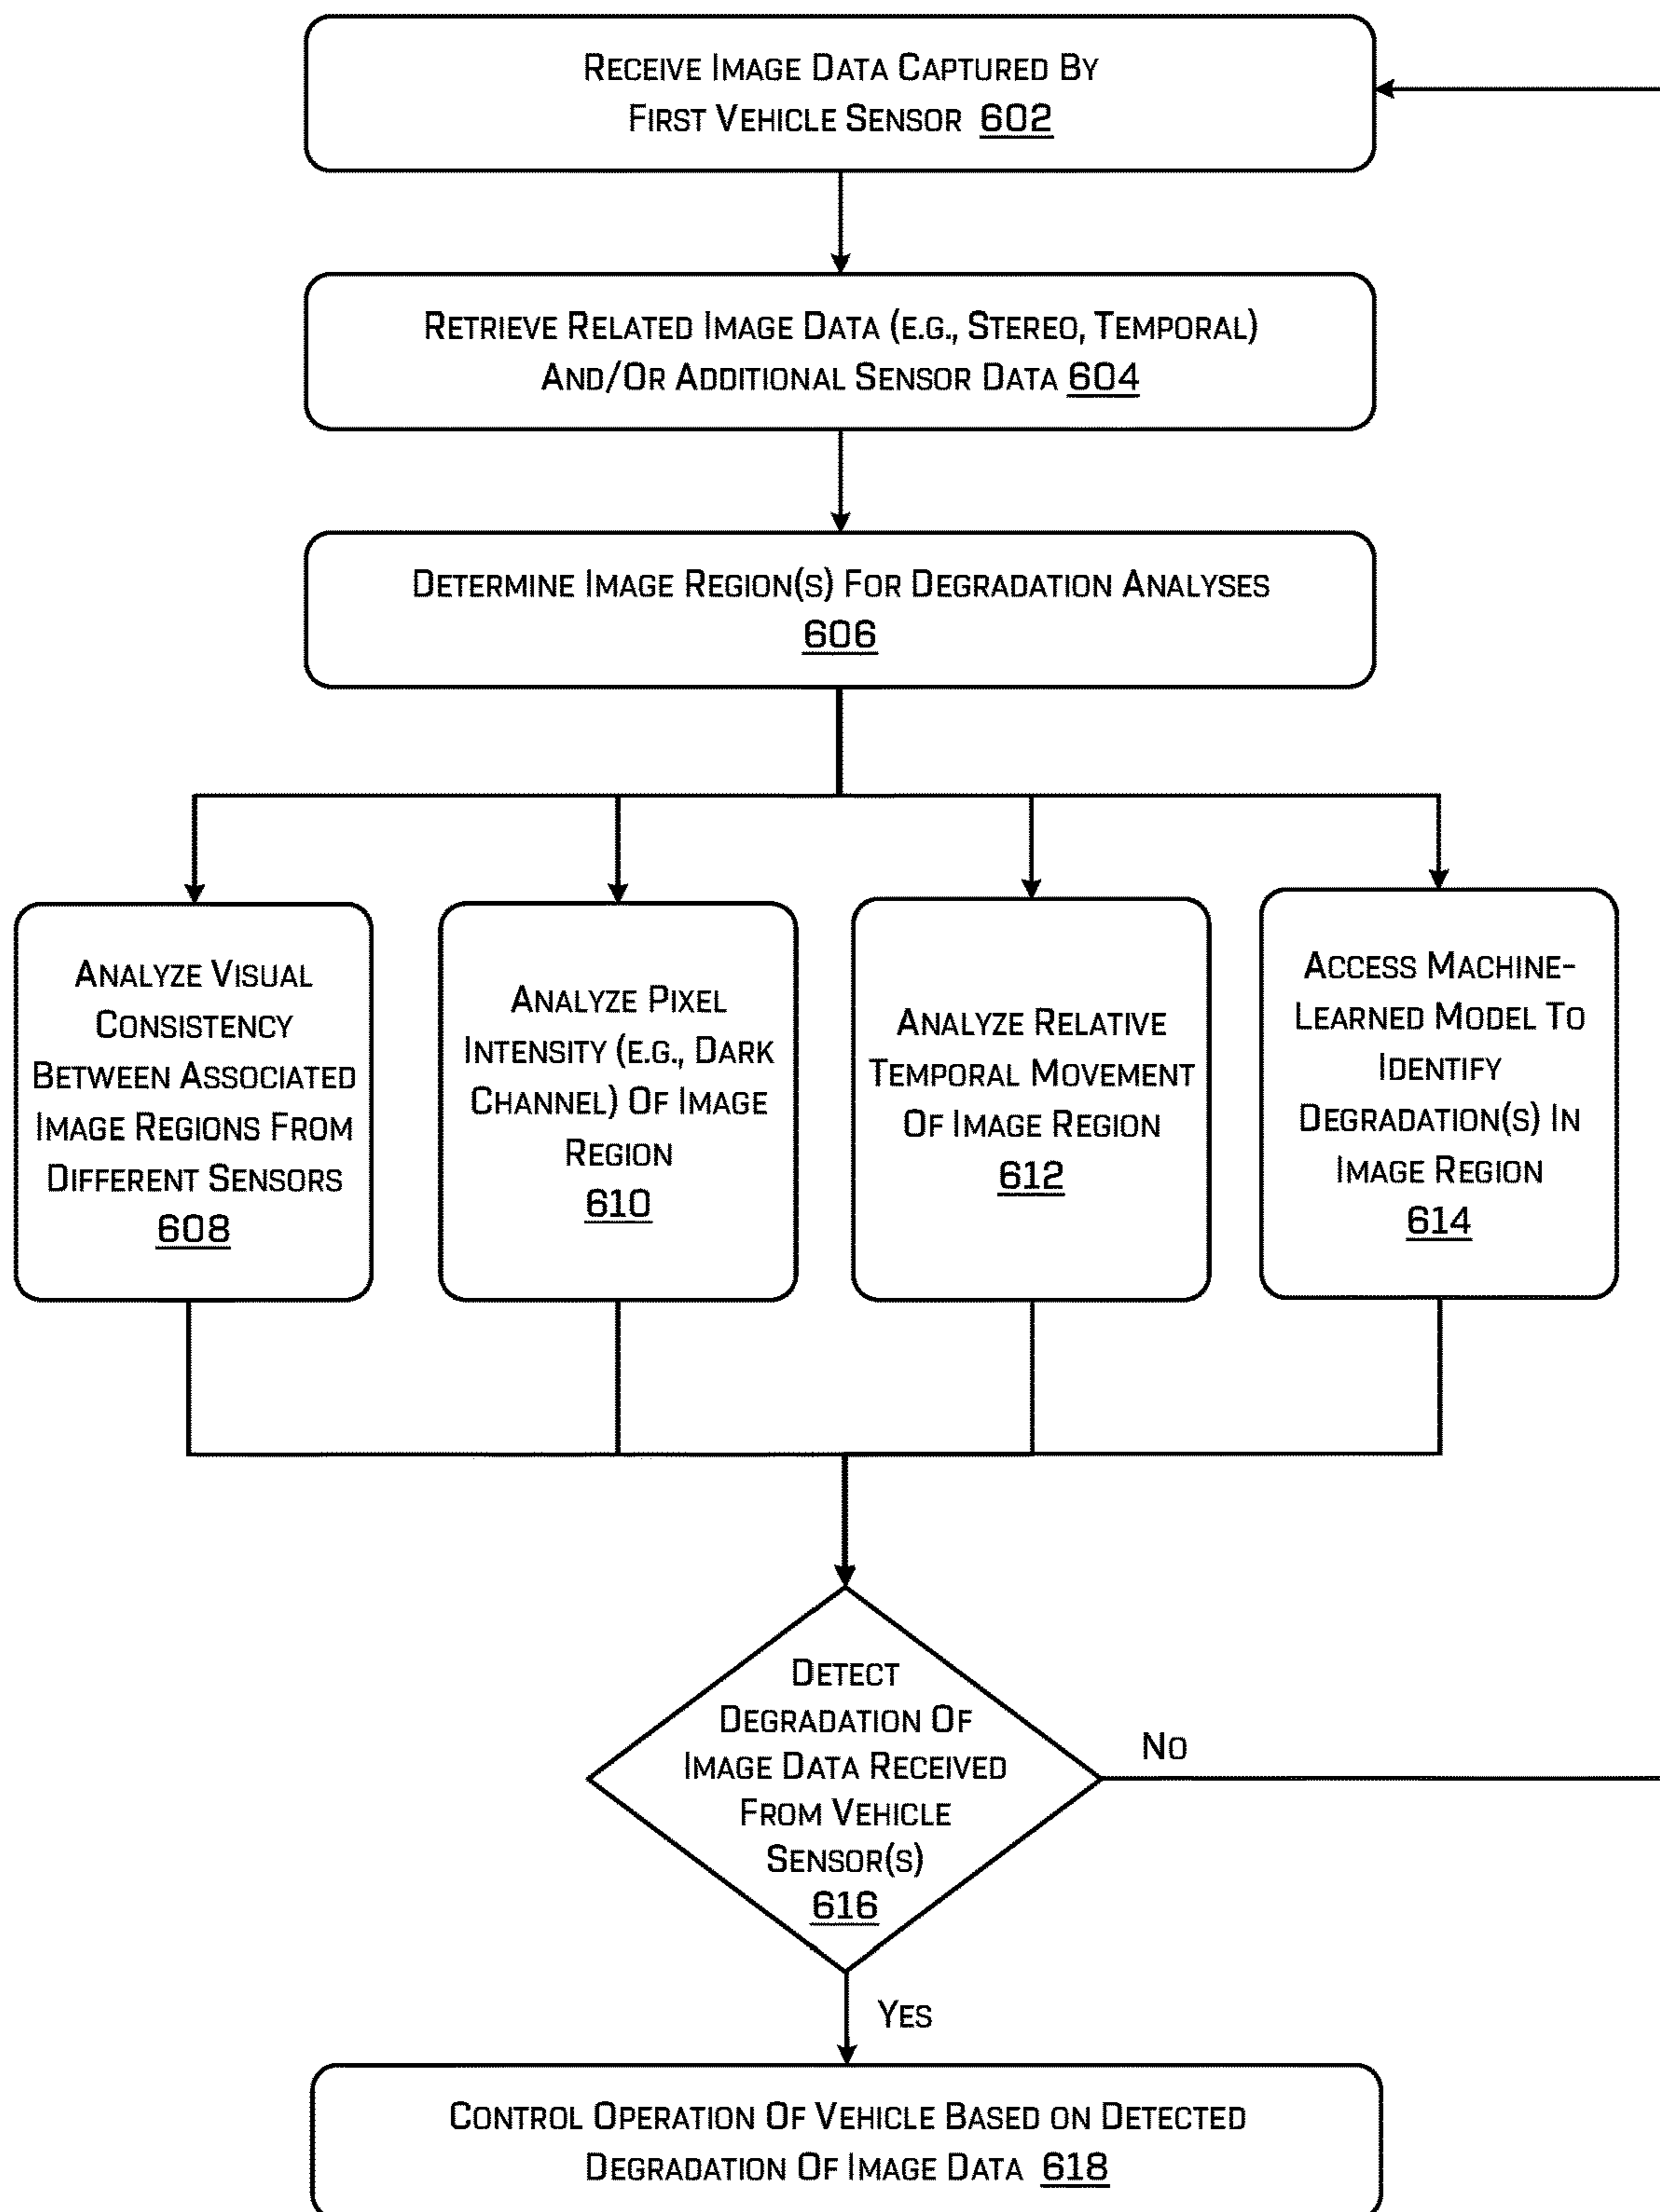 RECEIVE IMAGE DATA CAPTURED BY
FIRST VEHICLE SENSOR 602
RETRIEVE RELATED IMAGE DATA (E.G., STEREO, TEMPORAL)
AND/OR ADDITIONAL SENSOR DATA 604
DETERMINE IMAGE REGION(S) FOR DEGRADATION ANALYSES
606
ANALYZE VISUAL
CONSISTENCY
BETWEEN ASSOCIATED
IMAGE REGIONS FROM
DIFFERENT SENSORS
608
ANALYZE PIXEL
INTENSITY (E.G., DARK
CHANNEL) OF IMAGE
REGION
610
ANALYZE RELATIVE
TEMPORAL MOVEMENT
OF IMAGE REGION
612
ACCESS MACHINE-
LEARNED MODEL TO
IDENTIFY
DEGRADATION(S) IN
IMAGE REGION
614
DETECT
DEGRADATION OF
IMAGE DATA RECEIVED
FROM VEHICLE
SENSOR(S)
616
NO
YES
CONTROL OPERATION OF VEHICLE BASED ON DETECTED
DEGRADATION OF IMAGE DATA 618